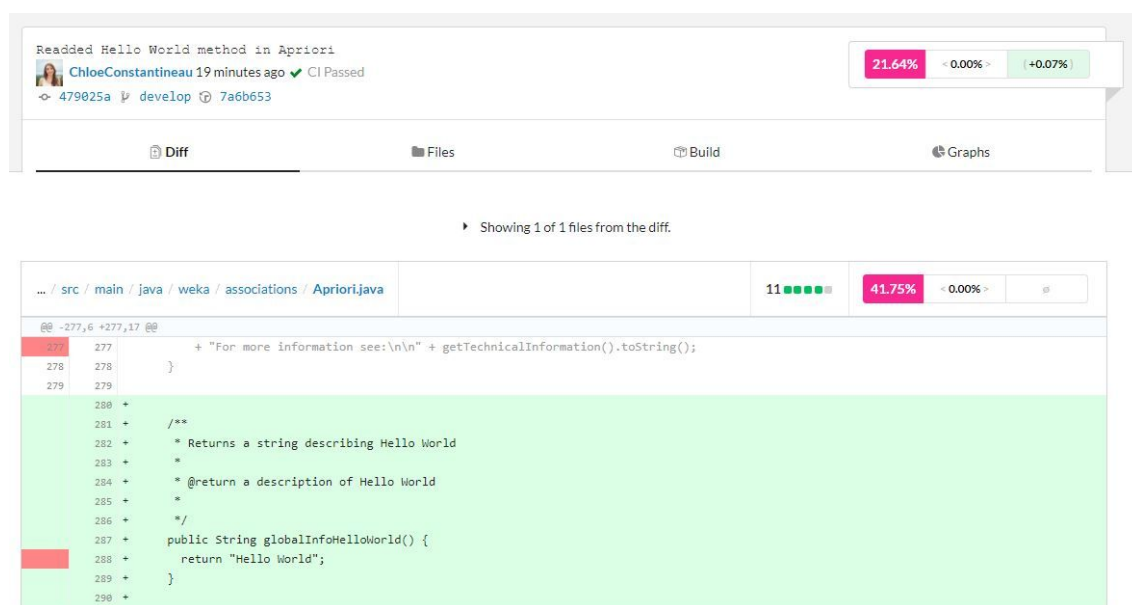 Readded Hello World method in Apriori
ChloeConstantineau 19 minutes ago ✔ CI Passed
479025a develop 7a6b653
21.64% < 0.00% > ( +0.07% )
Diff Files Build Graphs
Showing 1 of 1 files from the diff.
... / src / main / java / weka / associations / Apriori.java 11 41.75% < 0.00% > ø
@@ -277,6 +277,17 @@
277 277 + "For more information see:\n\n" + getTechnicalInformation().toString();
278 278 }
279 279
280 +
281 + /**
282 + * Returns a string describing Hello World
283 + *
284 + * @return a description of Hello World
285 + *
286 + */
287 + public String globalInfoHelloWorld() {
288 + return "Hello World";
289 + }
290 +